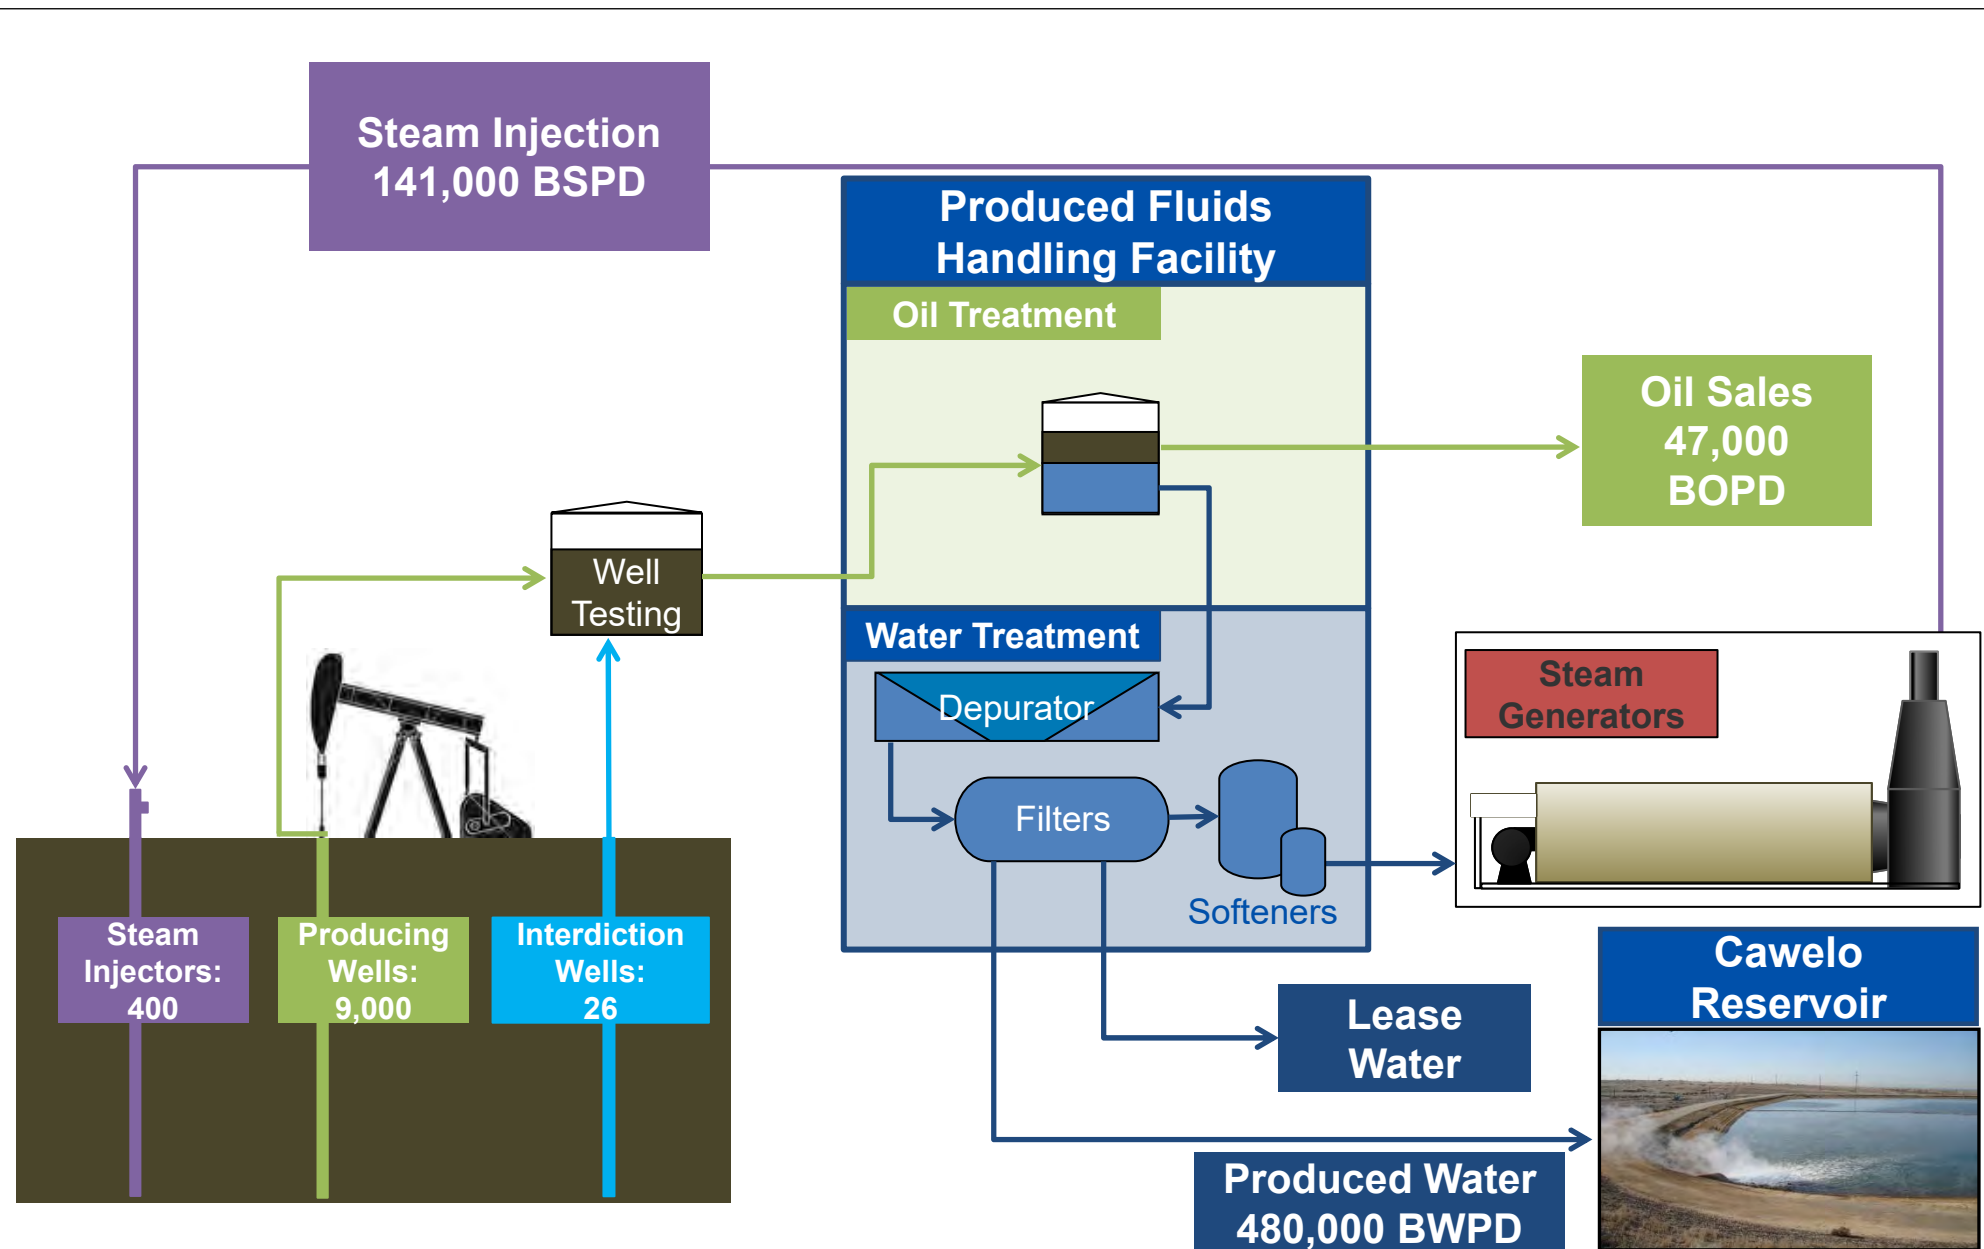 Steam Injection
141,000 BSPD
Produced Fluids
Handling Facility
Oil Treatment
Oil Sales
47,000
BOPD
Well
Testing
Water Treatment
Depurator
Filters
Softeners
Steam
Generators
Steam
Injectors:
400
Producing
Wells:
9,000
Interdiction
Wells:
26
Cawelo
Reservoir
Lease
Water
Produced Water
480,000 BWPD